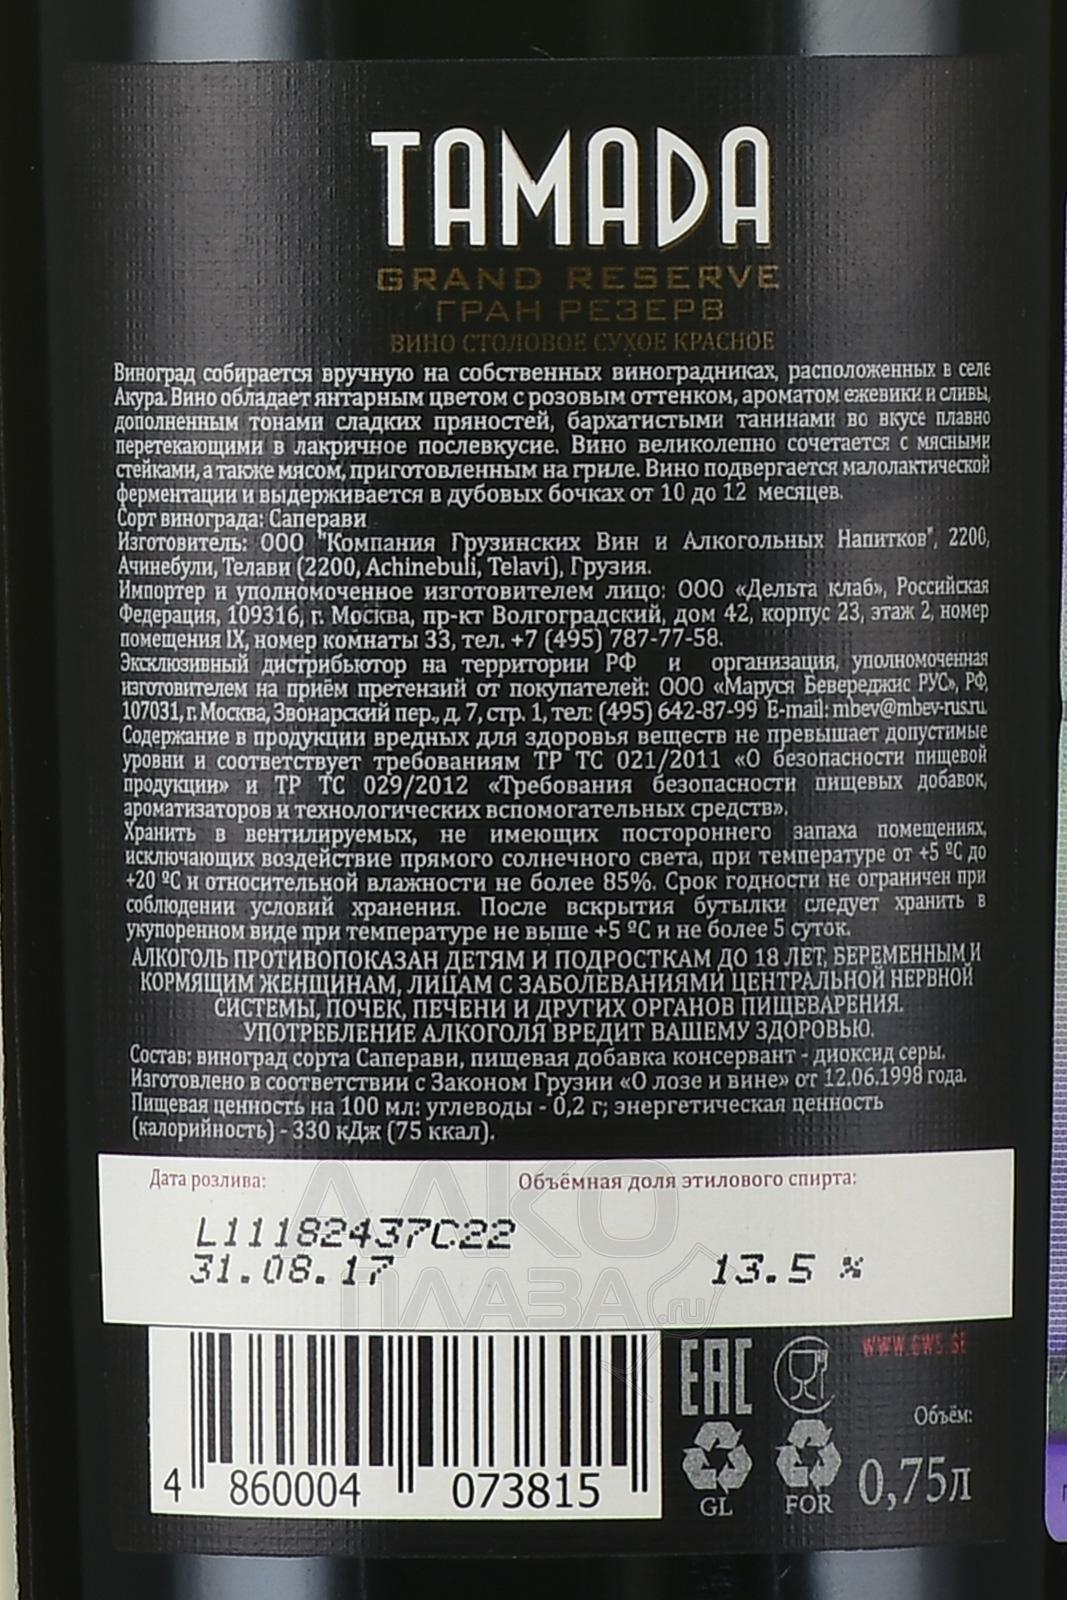 TAMADA
GRAND RESERVE
ГРАН РЕЗЕРВ
ВИНО СТОЛОВОЕ СУХОЕ КРАСНОЕ
Виноград собирается вручную на собственных виноградниках, расположенных в селе
Акура. Вино обладает янтарным цветом с розовым оттенком, ароматом ежевики и сливы,
дополненным тонами сладких пряностей, бархатистыми танинами во вкусе плавно
перетекающими в лакричное послевкусие. Вино великолепно сочетается с мясными
стейками, а также мясом, приготовленным на гриле. Вино подвергается малолактической
ферментации и выдерживается в дубовых бочках от 10 до 12 месяцев.
Сорт винограда: Саперави
Изготовитель: ООО "Компания Грузинских Вин и Алкогольных Напитков", 2200,
Ачинебули, Телави (2200, Achinebuli, Telavi), Грузия.
Импортер и уполномоченное изготовителем лицо: ООО «Дельта клаб», Российская
Федерация, 109316, г. Москва, пр-кт Волгоградский, дом 42, корпус 23, этаж 2, номер
помещения IX, номер комнаты 33, тел. +7 (495) 787-77-58.
Эксклюзивный дистрибьютор на территории РФ и организация, уполномоченная
изготовителем на приём претензий от покупателей: ООО «Маруся Бевереджис РУС», РФ,
107031, г. Москва, Звонарский пер., д. 7, стр. 1, тел.: (495) 642-87-99 E-mail: mbev@mbev-rus.ru.
Содержание в продукции вредных для здоровья веществ не превышает допустимые
уровни и соответствует требованиям ТР ТС 021/2011 «О безопасности пищевой
продукции» и ТР ТС 029/2012 «Требования безопасности пищевых добавок,
ароматизаторов и технологических вспомогательных средств».
Хранить в вентилируемых, не имеющих постороннего запаха помещениях,
исключающих воздействие прямого солнечного света, при температуре от +5 ºС до
+20 ºС и относительной влажности не более 85%. Срок годности не ограничен при
соблюдении условий хранения. После вскрытия бутылки следует хранить в
укупоренном виде при температуре не выше +5 ºС и не более 5 суток.
АЛКОГОЛЬ ПРОТИВОПОКАЗАН ДЕТЯМ И ПОДРОСТКАМ ДО 18 ЛЕТ, БЕРЕМЕННЫМ И
КОРМЯЩИМ ЖЕНЩИНАМ, ЛИЦАМ С ЗАБОЛЕВАНИЯМИ ЦЕНТРАЛЬНОЙ НЕРВНОЙ
СИСТЕМЫ, ПОЧЕК, ПЕЧЕНИ И ДРУГИХ ОРГАНОВ ПИЩЕВАРЕНИЯ.
УПОТРЕБЛЕНИЕ АЛКОГОЛЯ ВРЕДИТ ВАШЕМУ ЗДОРОВЬЮ.
Состав: виноград сорта Саперави, пищевая добавка консервант - диоксид серы.
Изготовлено в соответствии с Законом Грузии «О лозе и вине» от 12.06.1998 года.
Пищевая ценность на 100 мл: углеводы - 0,2 г; энергетическая ценность
(калорийность) - 330 кДж (75 ккал).
Дата розлива: Объёмная доля этилового спирта:
L11182437C22
31.08.17 13.5 %
АЛКО
ПЛАЗА .ru
EAC
WWW.GWS.GE
Объём:
0,75л
GL FOR
4 860004 073815